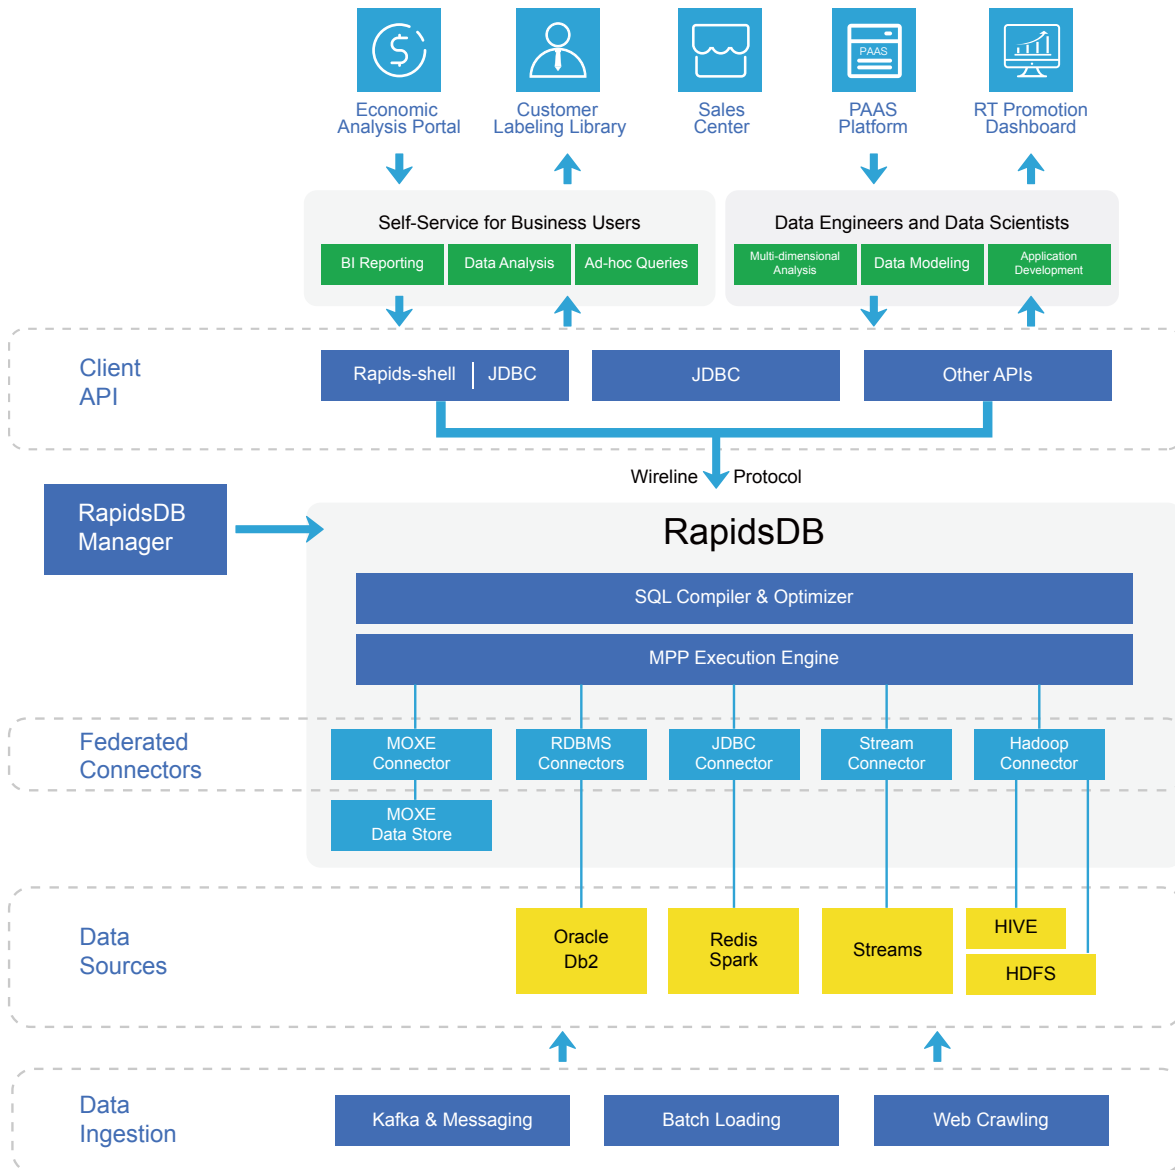 PAAS
Economic
Analysis Portal
Customer
Labeling Library
Sales
Center
PAAS
Platform
RT Promotion
Dashboard
Self-Service for Business Users
BI Reporting
Data Analysis
Ad-hoc Queries
Data Engineers and Data Scientists
Multi-dimensional
Analysis
Data Modeling
Application
Development
Client
API
Rapids-shell | JDBC
JDBC
Other APIs
Wireline Protocol
RapidsDB
Manager
RapidsDB
SQL Compiler & Optimizer
MPP Execution Engine
Federated
Connectors
MOXE
Connector
RDBMS
Connectors
JDBC
Connector
Stream
Connector
Hadoop
Connector
MOXE
Data Store
Data
Sources
Oracle
Db2
Redis
Spark
Streams
HIVE
HDFS
Data
Ingestion
Kafka & Messaging
Batch Loading
Web Crawling